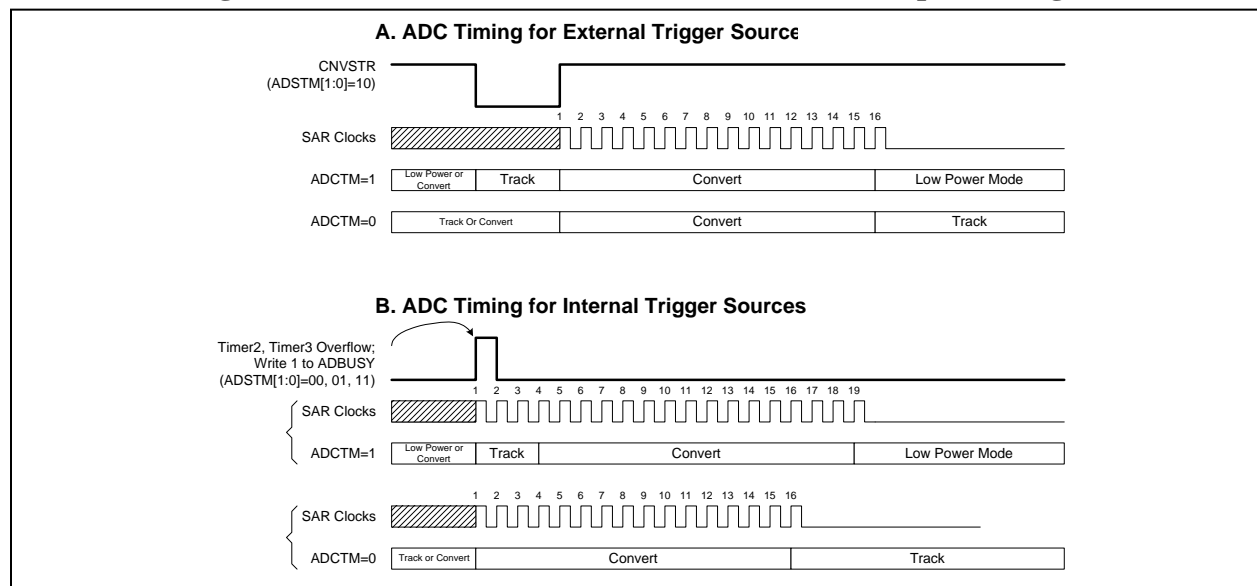 A. ADC Timing for External Trigger Source
CNVSTR
(ADSTM[1:0]=10)
1 2 3 4 5 6 7 8 9 10 11 12 13 14 15 16
SAR Clocks
ADCTM=1
Low Power or
Convert
Track
Convert
Low Power Mode
ADCTM=0
Track Or Convert
Convert
Track
B. ADC Timing for Internal Trigger Sources
Timer2, Timer3 Overflow;
Write 1 to ADBUSY
(ADSTM[1:0]=00, 01, 11)
1 2 3 4 5 6 7 8 9 10 11 12 13 14 15 16 17 18 19
SAR Clocks
ADCTM=1
Low Power or
Convert
Track
Convert
Low Power Mode
1 2 3 4 5 6 7 8 9 10 11 12 13 14 15 16
SAR Clocks
ADCTM=0
Track or Convert
Convert
Track